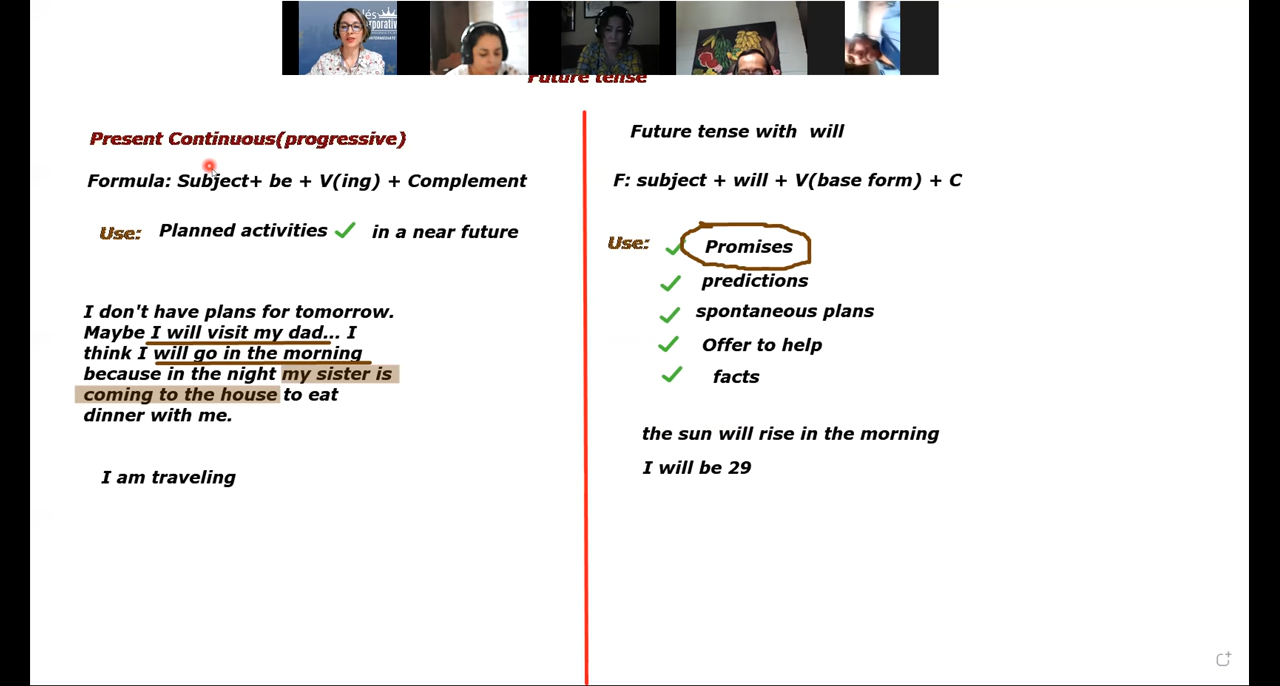 Future tense
Present Continuous(progressive)
Formula: Subject+ be + V(ing) + Complement
Use: Planned activities in a near future
I don't have plans for tomorrow.
Maybe I will visit my dad... I
think I will go in the morning
because in the night my sister is
coming to the house to eat
dinner with me.
I am traveling
Future tense with will
F: subject + will + V(base form) + C
Use: Promises
predictions
spontaneous plans
Offer to help
facts
the sun will rise in the morning
I will be 29